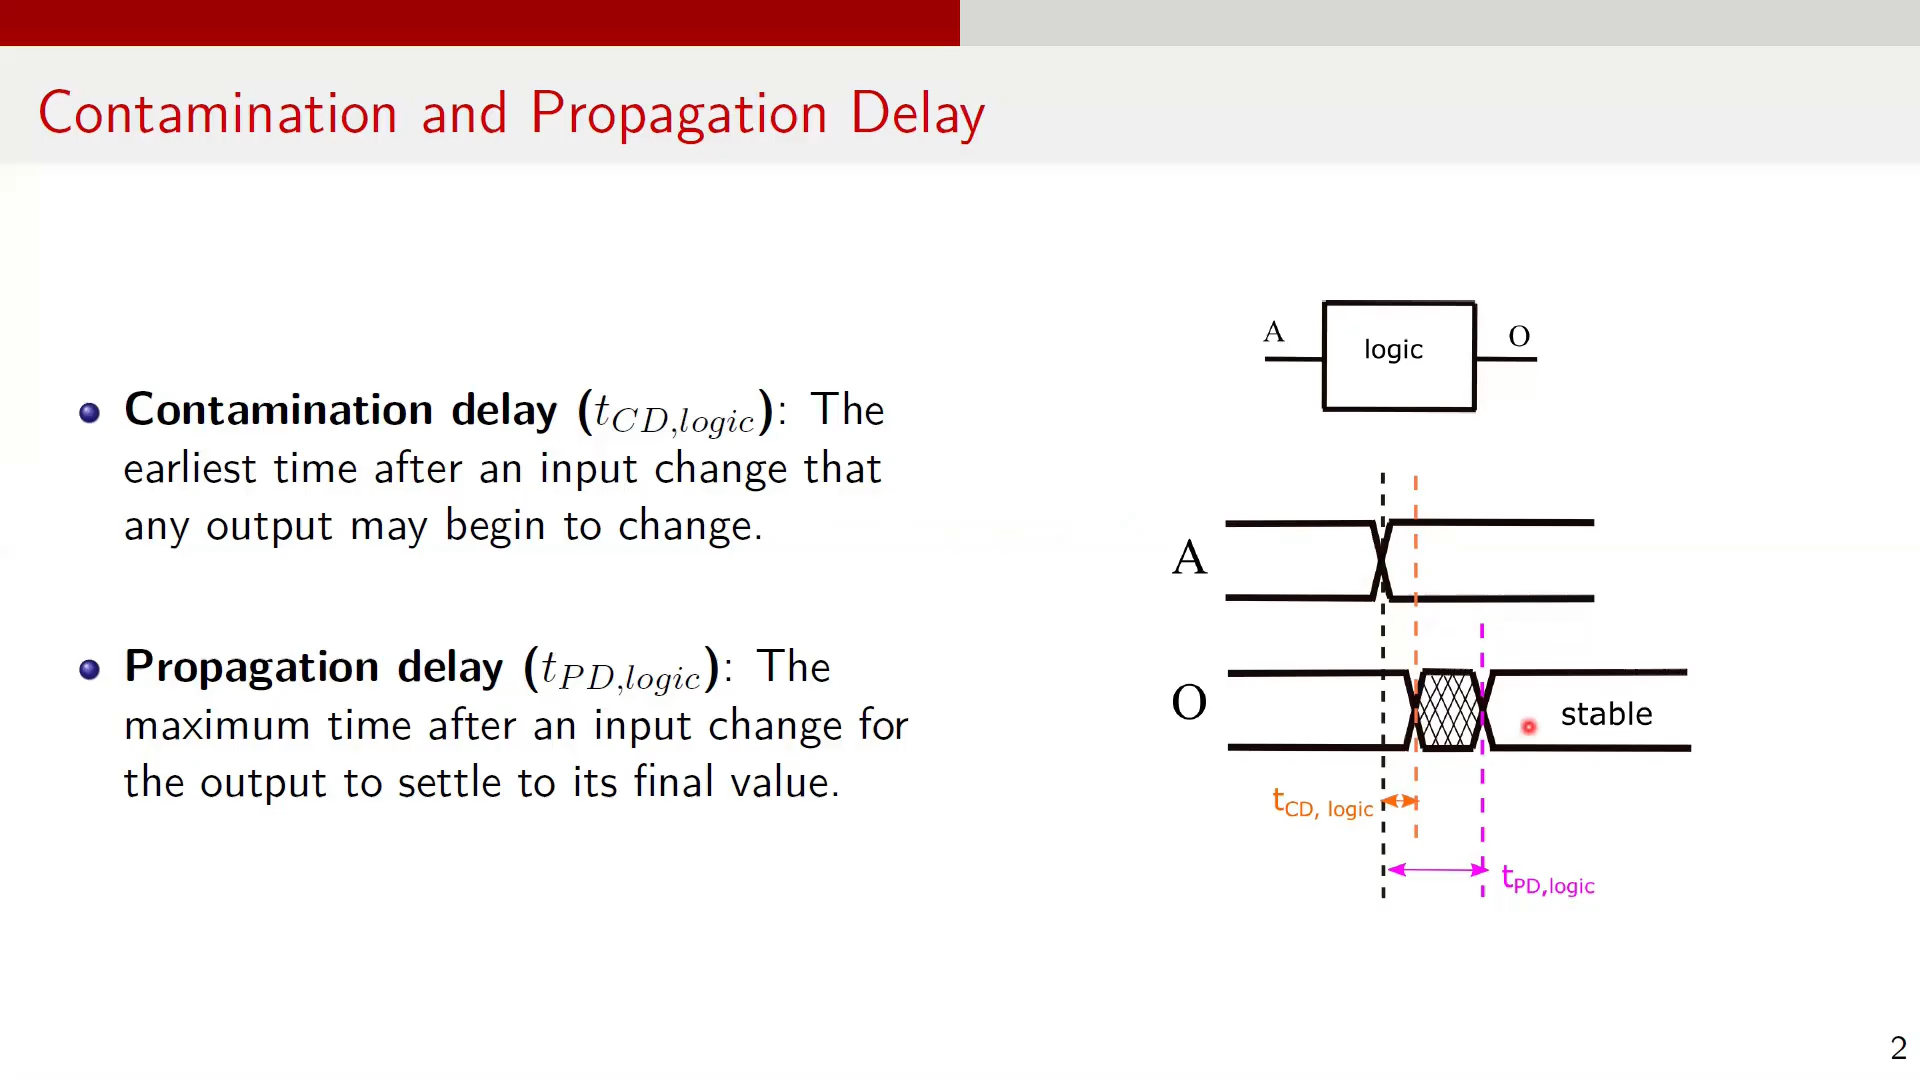 Contamination and Propagation Delay
Contamination delay (t_{CD,logic}): The
earliest time after an input change that
any output may begin to change.
Propagation delay (t_{PD,logic}): The
maximum time after an input change for
the output to settle to its final value.
A
logic
O
A
O
stable
t_{CD, logic}
t_{PD,logic}
2